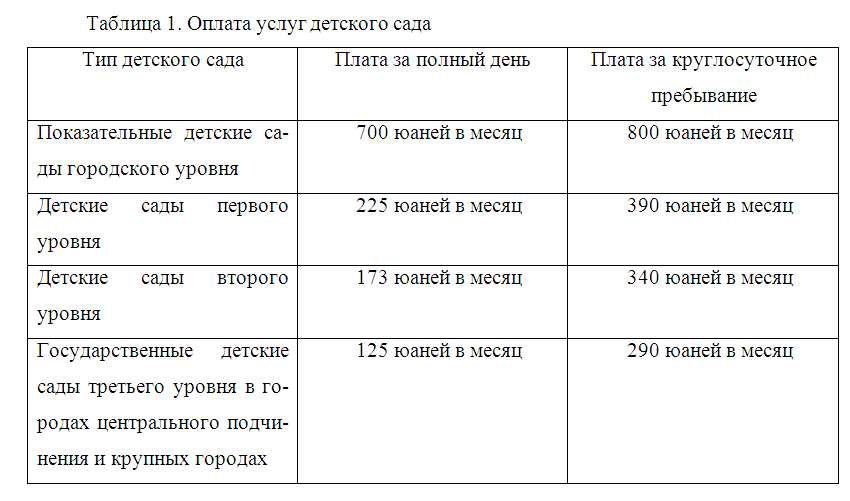 Таблица 1. Оплата услуг детского сада
Тип детского сада
Плата за полный день
Плата за круглосуточное
пребывание
Показательные детские са-
ды городского уровня
700 юаней в месяц
800 юаней в месяц
Детские сады первого
уровня
225 юаней в месяц
390 юаней в месяц
Детские сады второго
уровня
173 юаней в месяц
340 юаней в месяц
Государственные детские
сады третьего уровня в го-
родах центрального подчи-
нения и крупных городах
125 юаней в месяц
290 юаней в месяц